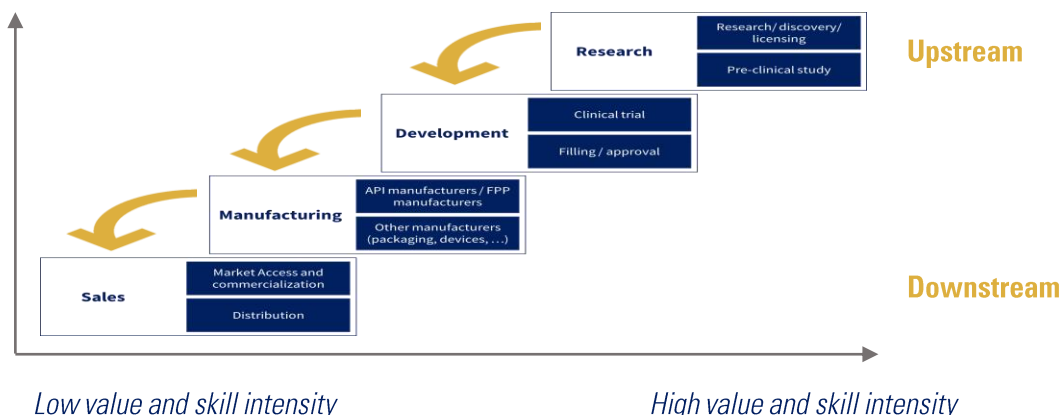 Research/discovery/
licensing
Research
Pre-clinical study
Upstream
Clinical trial
Development
Filling / approval
API manufacturers / FPP
manufacturers
Manufacturing
Other manufacturers
(packaging, devices, ...)
Market Access and
commercialization
Sales
Distribution
Downstream
Low value and skill intensity
High value and skill intensity